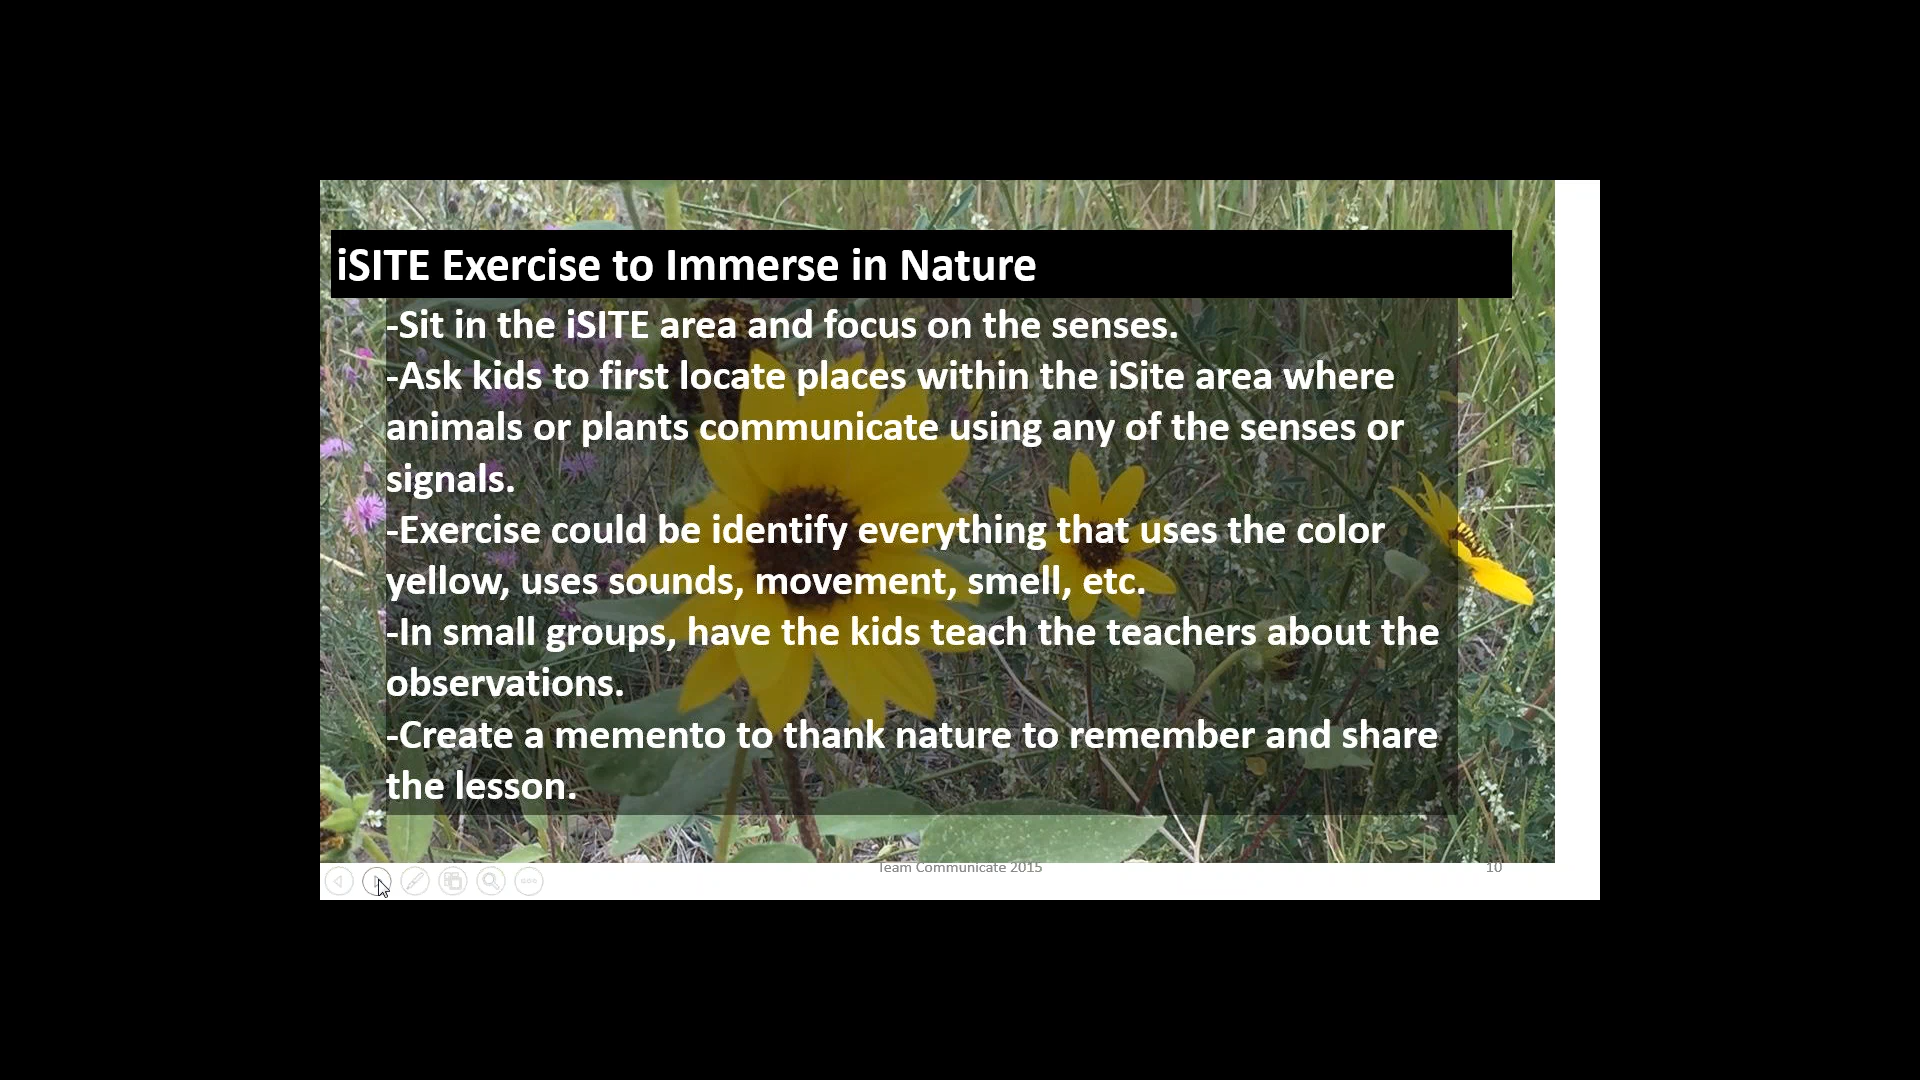 iSITE Exercise to Immerse in Nature
-Sit in the iSITE area and focus on the senses.
-Ask kids to first locate places within the iSite area where
animals or plants communicate using any of the senses or
signals.
-Exercise could be identify everything that uses the color
yellow, uses sounds, movement, smell, etc.
-In small groups, have the kids teach the teachers about the
observations.
-Create a memento to thank nature to remember and share
the lesson.
Team Communicate 2015
10